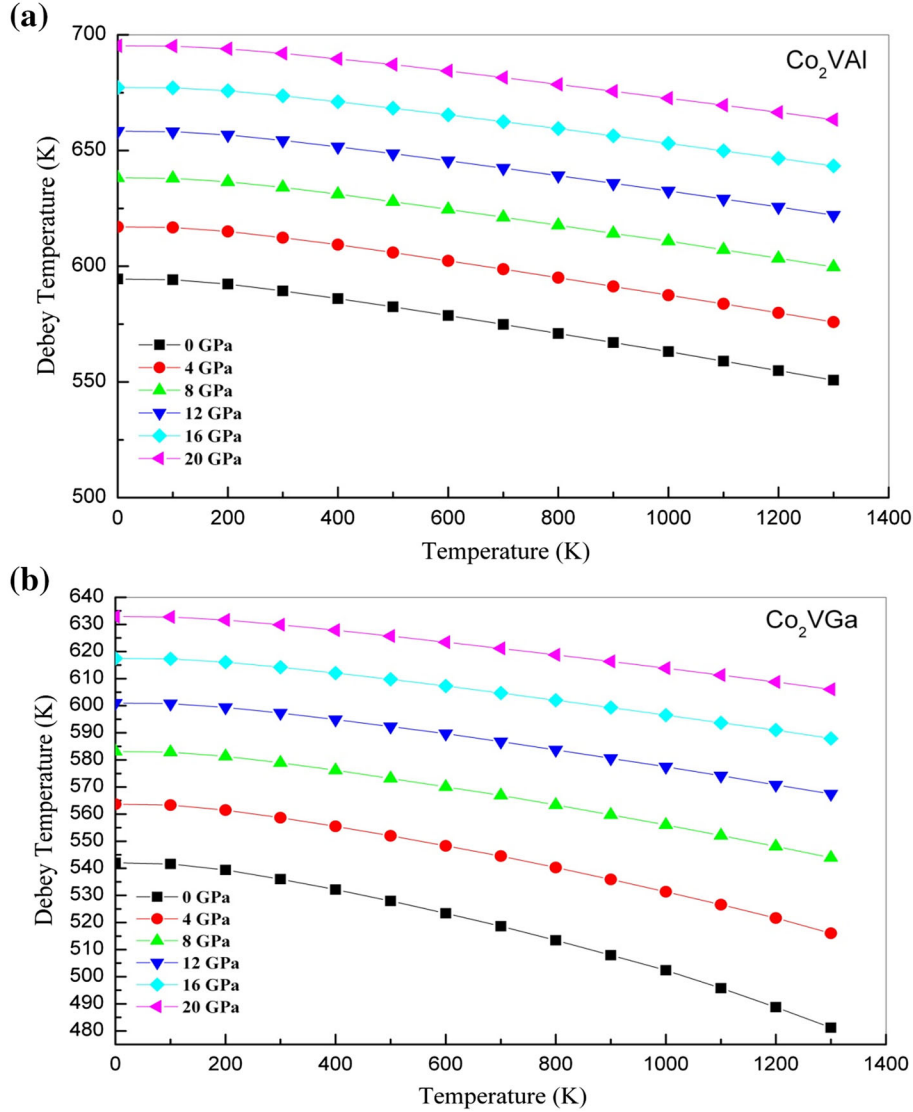 (a)
700
650
600
550
500
Debey Temperature (K)
Co₂VAl
0 GPa
4 GPa
8 GPa
12 GPa
16 GPa
20 GPa
0 200 400 600 800 1000 1200 1400
Temperature (K)
(b)
640
630
620
610
600
590
580
570
560
550
540
530
520
510
500
490
480
Debey Temperature (K)
Co₂VGa
0 GPa
4 GPa
8 GPa
12 GPa
16 GPa
20 GPa
0 200 400 600 800 1000 1200 1400
Temperature (K)